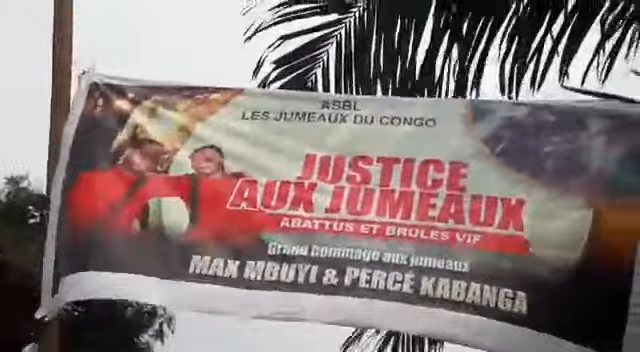 ASBL
LES JUMEAUX DU CONGO
JUSTICE
AUX JUMEAUX
ABATTUS ET BRULES VIF
Grand hommage aux jumeaux
MAX MBUYI & PERCE KABANGA